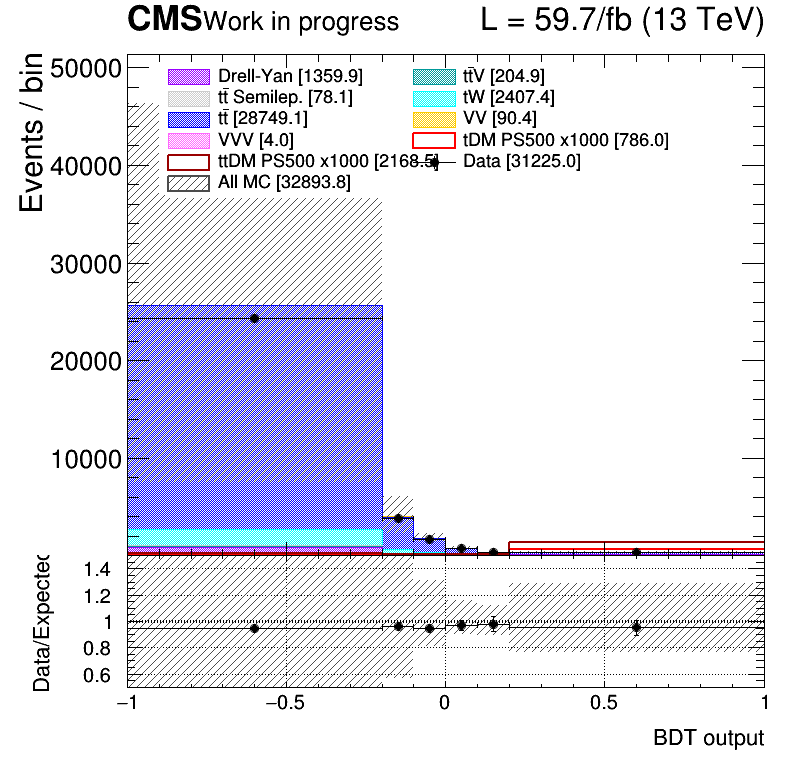 CMS Work in progress L = 59.7/fb (13 TeV)
Events / bin
50000
40000
30000
20000
10000
Drell-Yan [1359.9]
tt̄V [204.9]
tt̄ Semilep. [78.1]
tW [2407.4]
tt̄ [28749.1]
VV [90.4]
VVV [4.0]
tDM PS500 x1000 [786.0]
ttDM PS500 x1000 [2168.5]
Data [31225.0]
All MC [32893.8]
Data/Expected
1.4
1.2
1
0.8
0.6
−1 −0.5 0 0.5 1
BDT output